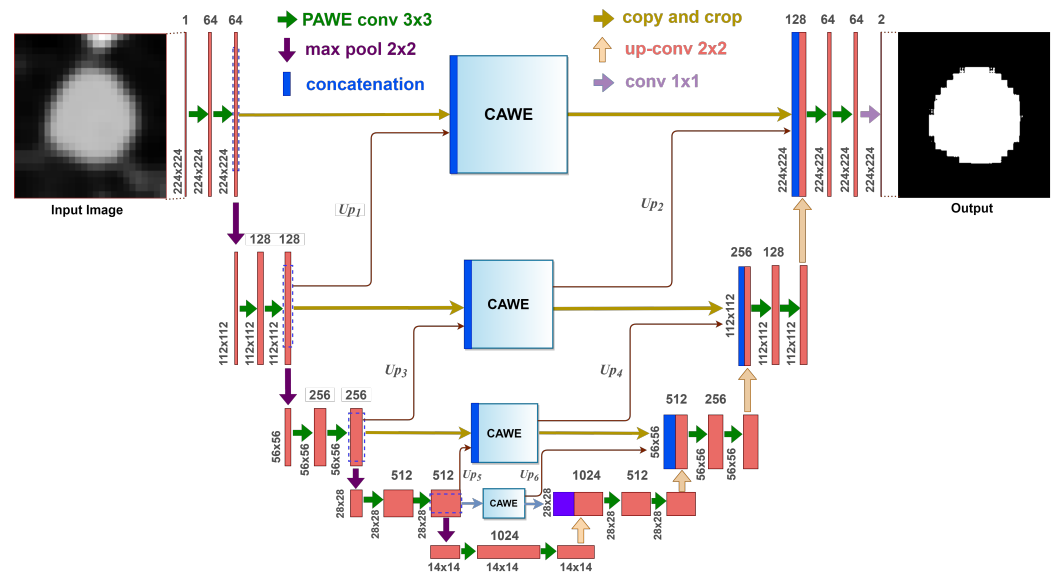 1 64 64
PAWE conv 3x3
max pool 2x2
concatenation
copy and crop
up-conv 2x2
conv 1x1
128 64 64 2
224x224 224x224 224x224
CAWE
224x224 224x224 224x224 224x224
Input Image
Output
Up1
Up2
128 128
256 128
112x112 112x112 112x112
CAWE
112x112 112x112 112x112
Up3
Up4
256 256
512 256
56x56 56x56 56x56
CAWE
56x56 56x56 56x56
Up5
Up6
512 512
1024 512
28x28 28x28 28x28
CAWE
28x28 28x28 28x28
1024
14x14 14x14 14x14